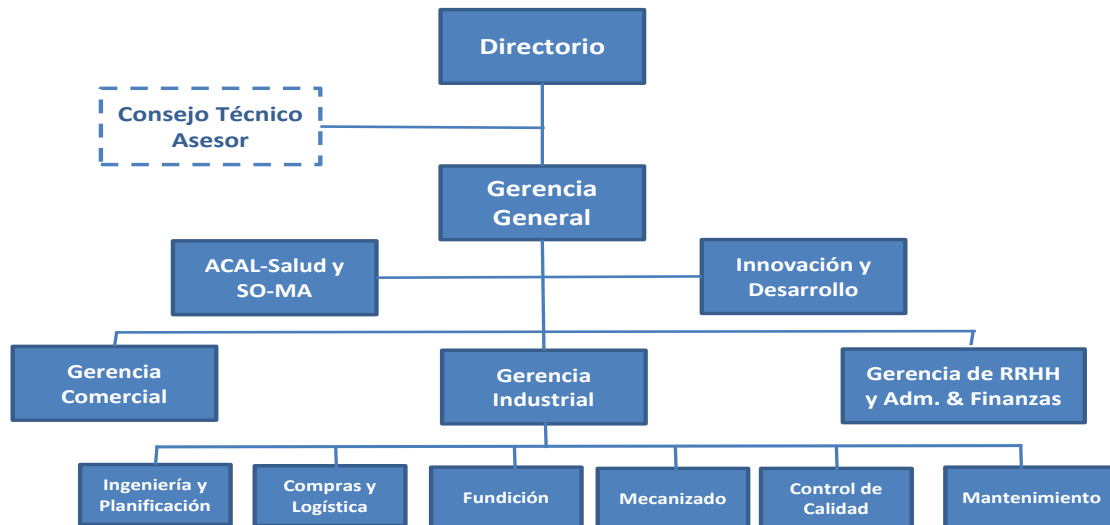 Directorio
Consejo Técnico
Asesor
Gerencia
General
ACAL-Salud y
SO-MA
Innovación y
Desarrollo
Gerencia
Comercial
Gerencia
Industrial
Gerencia de RRHH
y Adm. & Finanzas
Ingeniería y
Planificación
Compras y
Logística
Fundición
Mecanizado
Control de
Calidad
Mantenimiento